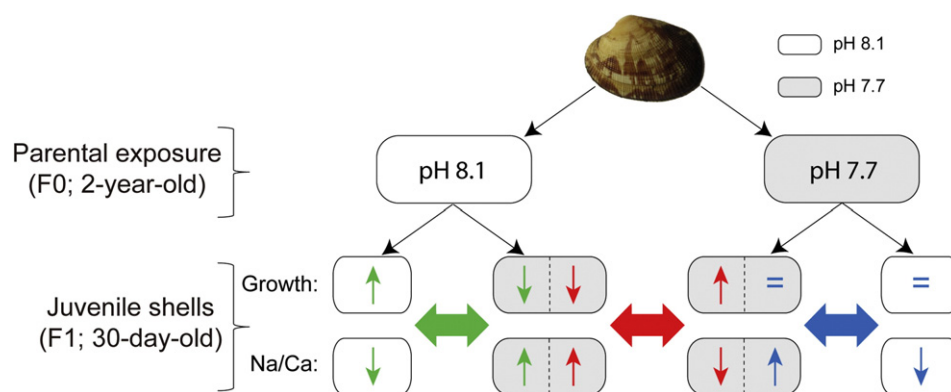 pH 8.1
pH 7.7
Parental exposure
(F0; 2-year-old)
pH 8.1
pH 7.7
Juvenile shells
(F1; 30-day-old)
Growth:
= =
Na/Ca: